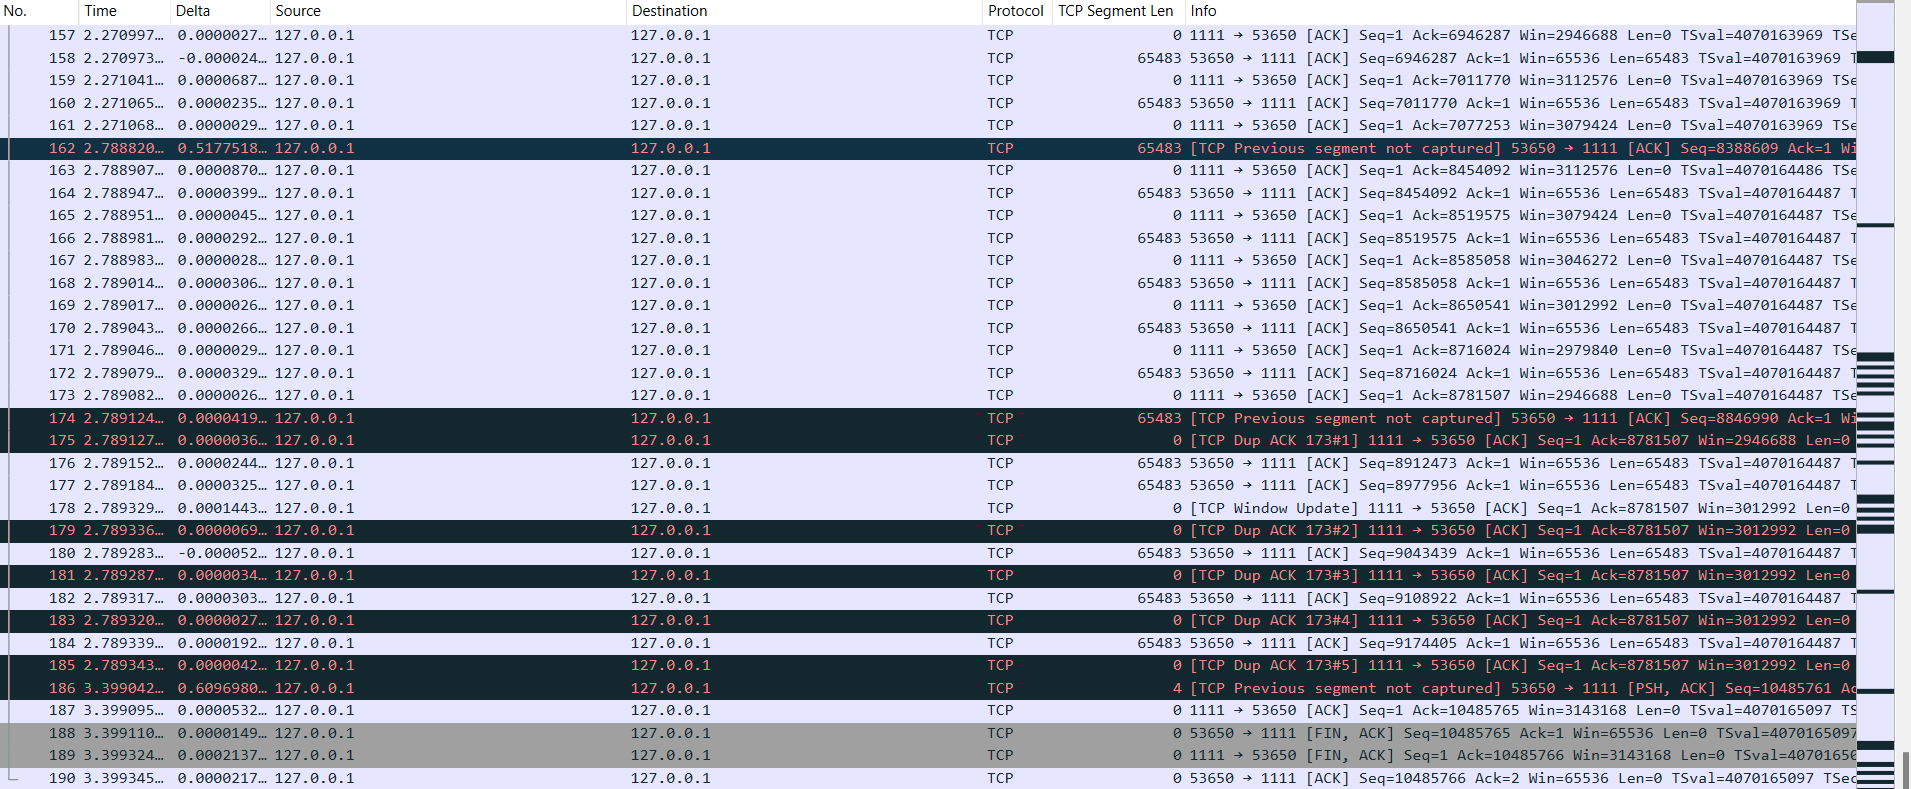 No. Time Delta Source Destination Protocol TCP Segment Len Info
157 2.270997… 0.0000027… 127.0.0.1 127.0.0.1 TCP 0 1111 → 53650 [ACK] Seq=1 Ack=6946287 Win=2946688 Len=0 TSval=4070163969 TSe
158 2.270973… -0.000024… 127.0.0.1 127.0.0.1 TCP 65483 53650 → 1111 [ACK] Seq=6946287 Ack=1 Win=65536 Len=65483 TSval=4070163969 T
159 2.271041… 0.0000687… 127.0.0.1 127.0.0.1 TCP 0 1111 → 53650 [ACK] Seq=1 Ack=7011770 Win=3112576 Len=0 TSval=4070163969 TSe
160 2.271065… 0.0000235… 127.0.0.1 127.0.0.1 TCP 65483 53650 → 1111 [ACK] Seq=7011770 Ack=1 Win=65536 Len=65483 TSval=4070163969 T
161 2.271068… 0.0000029… 127.0.0.1 127.0.0.1 TCP 0 1111 → 53650 [ACK] Seq=1 Ack=7077253 Win=3079424 Len=0 TSval=4070163969 TSe
162 2.788820… 0.5177518… 127.0.0.1 127.0.0.1 TCP 65483 [TCP Previous segment not captured] 53650 → 1111 [ACK] Seq=8388609 Ack=1 Wi
163 2.788907… 0.0000870… 127.0.0.1 127.0.0.1 TCP 0 1111 → 53650 [ACK] Seq=1 Ack=8454092 Win=3112576 Len=0 TSval=4070164486 TSe
164 2.788947… 0.0000399… 127.0.0.1 127.0.0.1 TCP 65483 53650 → 1111 [ACK] Seq=8454092 Ack=1 Win=65536 Len=65483 TSval=4070164487 T
165 2.788951… 0.0000045… 127.0.0.1 127.0.0.1 TCP 0 1111 → 53650 [ACK] Seq=1 Ack=8519575 Win=3079424 Len=0 TSval=4070164487 TSe
166 2.788981… 0.0000292… 127.0.0.1 127.0.0.1 TCP 65483 53650 → 1111 [ACK] Seq=8519575 Ack=1 Win=65536 Len=65483 TSval=4070164487 T
167 2.788983… 0.0000028… 127.0.0.1 127.0.0.1 TCP 0 1111 → 53650 [ACK] Seq=1 Ack=8585058 Win=3046272 Len=0 TSval=4070164487 TSe
168 2.789014… 0.0000306… 127.0.0.1 127.0.0.1 TCP 65483 53650 → 1111 [ACK] Seq=8585058 Ack=1 Win=65536 Len=65483 TSval=4070164487 T
169 2.789017… 0.0000026… 127.0.0.1 127.0.0.1 TCP 0 1111 → 53650 [ACK] Seq=1 Ack=8650541 Win=3012992 Len=0 TSval=4070164487 TSe
170 2.789043… 0.0000266… 127.0.0.1 127.0.0.1 TCP 65483 53650 → 1111 [ACK] Seq=8650541 Ack=1 Win=65536 Len=65483 TSval=4070164487 T
171 2.789046… 0.0000029… 127.0.0.1 127.0.0.1 TCP 0 1111 → 53650 [ACK] Seq=1 Ack=8716024 Win=2979840 Len=0 TSval=4070164487 TSe
172 2.789079… 0.0000329… 127.0.0.1 127.0.0.1 TCP 65483 53650 → 1111 [ACK] Seq=8716024 Ack=1 Win=65536 Len=65483 TSval=4070164487 T
173 2.789082… 0.0000026… 127.0.0.1 127.0.0.1 TCP 0 1111 → 53650 [ACK] Seq=1 Ack=8781507 Win=2946688 Len=0 TSval=4070164487 TSe
174 2.789124… 0.0000419… 127.0.0.1 127.0.0.1 TCP 65483 [TCP Previous segment not captured] 53650 → 1111 [ACK] Seq=8846990 Ack=1 Wi
175 2.789127… 0.0000036… 127.0.0.1 127.0.0.1 TCP 0 [TCP Dup ACK 173#1] 1111 → 53650 [ACK] Seq=1 Ack=8781507 Win=2946688 Len=0
176 2.789152… 0.0000244… 127.0.0.1 127.0.0.1 TCP 65483 53650 → 1111 [ACK] Seq=8912473 Ack=1 Win=65536 Len=65483 TSval=4070164487 T
177 2.789184… 0.0000325… 127.0.0.1 127.0.0.1 TCP 65483 53650 → 1111 [ACK] Seq=8977956 Ack=1 Win=65536 Len=65483 TSval=4070164487 T
178 2.789329… 0.0001443… 127.0.0.1 127.0.0.1 TCP 0 [TCP Window Update] 1111 → 53650 [ACK] Seq=1 Ack=8781507 Win=3012992 Len=0
179 2.789336… 0.0000069… 127.0.0.1 127.0.0.1 TCP 0 [TCP Dup ACK 173#2] 1111 → 53650 [ACK] Seq=1 Ack=8781507 Win=3012992 Len=0
180 2.789283… -0.000052… 127.0.0.1 127.0.0.1 TCP 65483 53650 → 1111 [ACK] Seq=9043439 Ack=1 Win=65536 Len=65483 TSval=4070164487 T
181 2.789287… 0.0000034… 127.0.0.1 127.0.0.1 TCP 0 [TCP Dup ACK 173#3] 1111 → 53650 [ACK] Seq=1 Ack=8781507 Win=3012992 Len=0
182 2.789317… 0.0000303… 127.0.0.1 127.0.0.1 TCP 65483 53650 → 1111 [ACK] Seq=9108922 Ack=1 Win=65536 Len=65483 TSval=4070164487 T
183 2.789320… 0.0000027… 127.0.0.1 127.0.0.1 TCP 0 [TCP Dup ACK 173#4] 1111 → 53650 [ACK] Seq=1 Ack=8781507 Win=3012992 Len=0
184 2.789339… 0.0000192… 127.0.0.1 127.0.0.1 TCP 65483 53650 → 1111 [ACK] Seq=9174405 Ack=1 Win=65536 Len=65483 TSval=4070164487 T
185 2.789343… 0.0000042… 127.0.0.1 127.0.0.1 TCP 0 [TCP Dup ACK 173#5] 1111 → 53650 [ACK] Seq=1 Ack=8781507 Win=3012992 Len=0
186 3.399042… 0.6096980… 127.0.0.1 127.0.0.1 TCP 4 [TCP Previous segment not captured] 53650 → 1111 [PSH, ACK] Seq=10485761 Ac
187 3.399095… 0.0000532… 127.0.0.1 127.0.0.1 TCP 0 1111 → 53650 [ACK] Seq=1 Ack=10485765 Win=3143168 Len=0 TSval=4070165097 TS
188 3.399110… 0.0000149… 127.0.0.1 127.0.0.1 TCP 0 53650 → 1111 [FIN, ACK] Seq=10485765 Ack=1 Win=65536 Len=0 TSval=4070165097
189 3.399324… 0.0002137… 127.0.0.1 127.0.0.1 TCP 0 1111 → 53650 [FIN, ACK] Seq=1 Ack=10485766 Win=3143168 Len=0 TSval=40701650
190 3.399345… 0.0000217… 127.0.0.1 127.0.0.1 TCP 0 53650 → 1111 [ACK] Seq=10485766 Ack=2 Win=65536 Len=0 TSval=4070165097 TSec